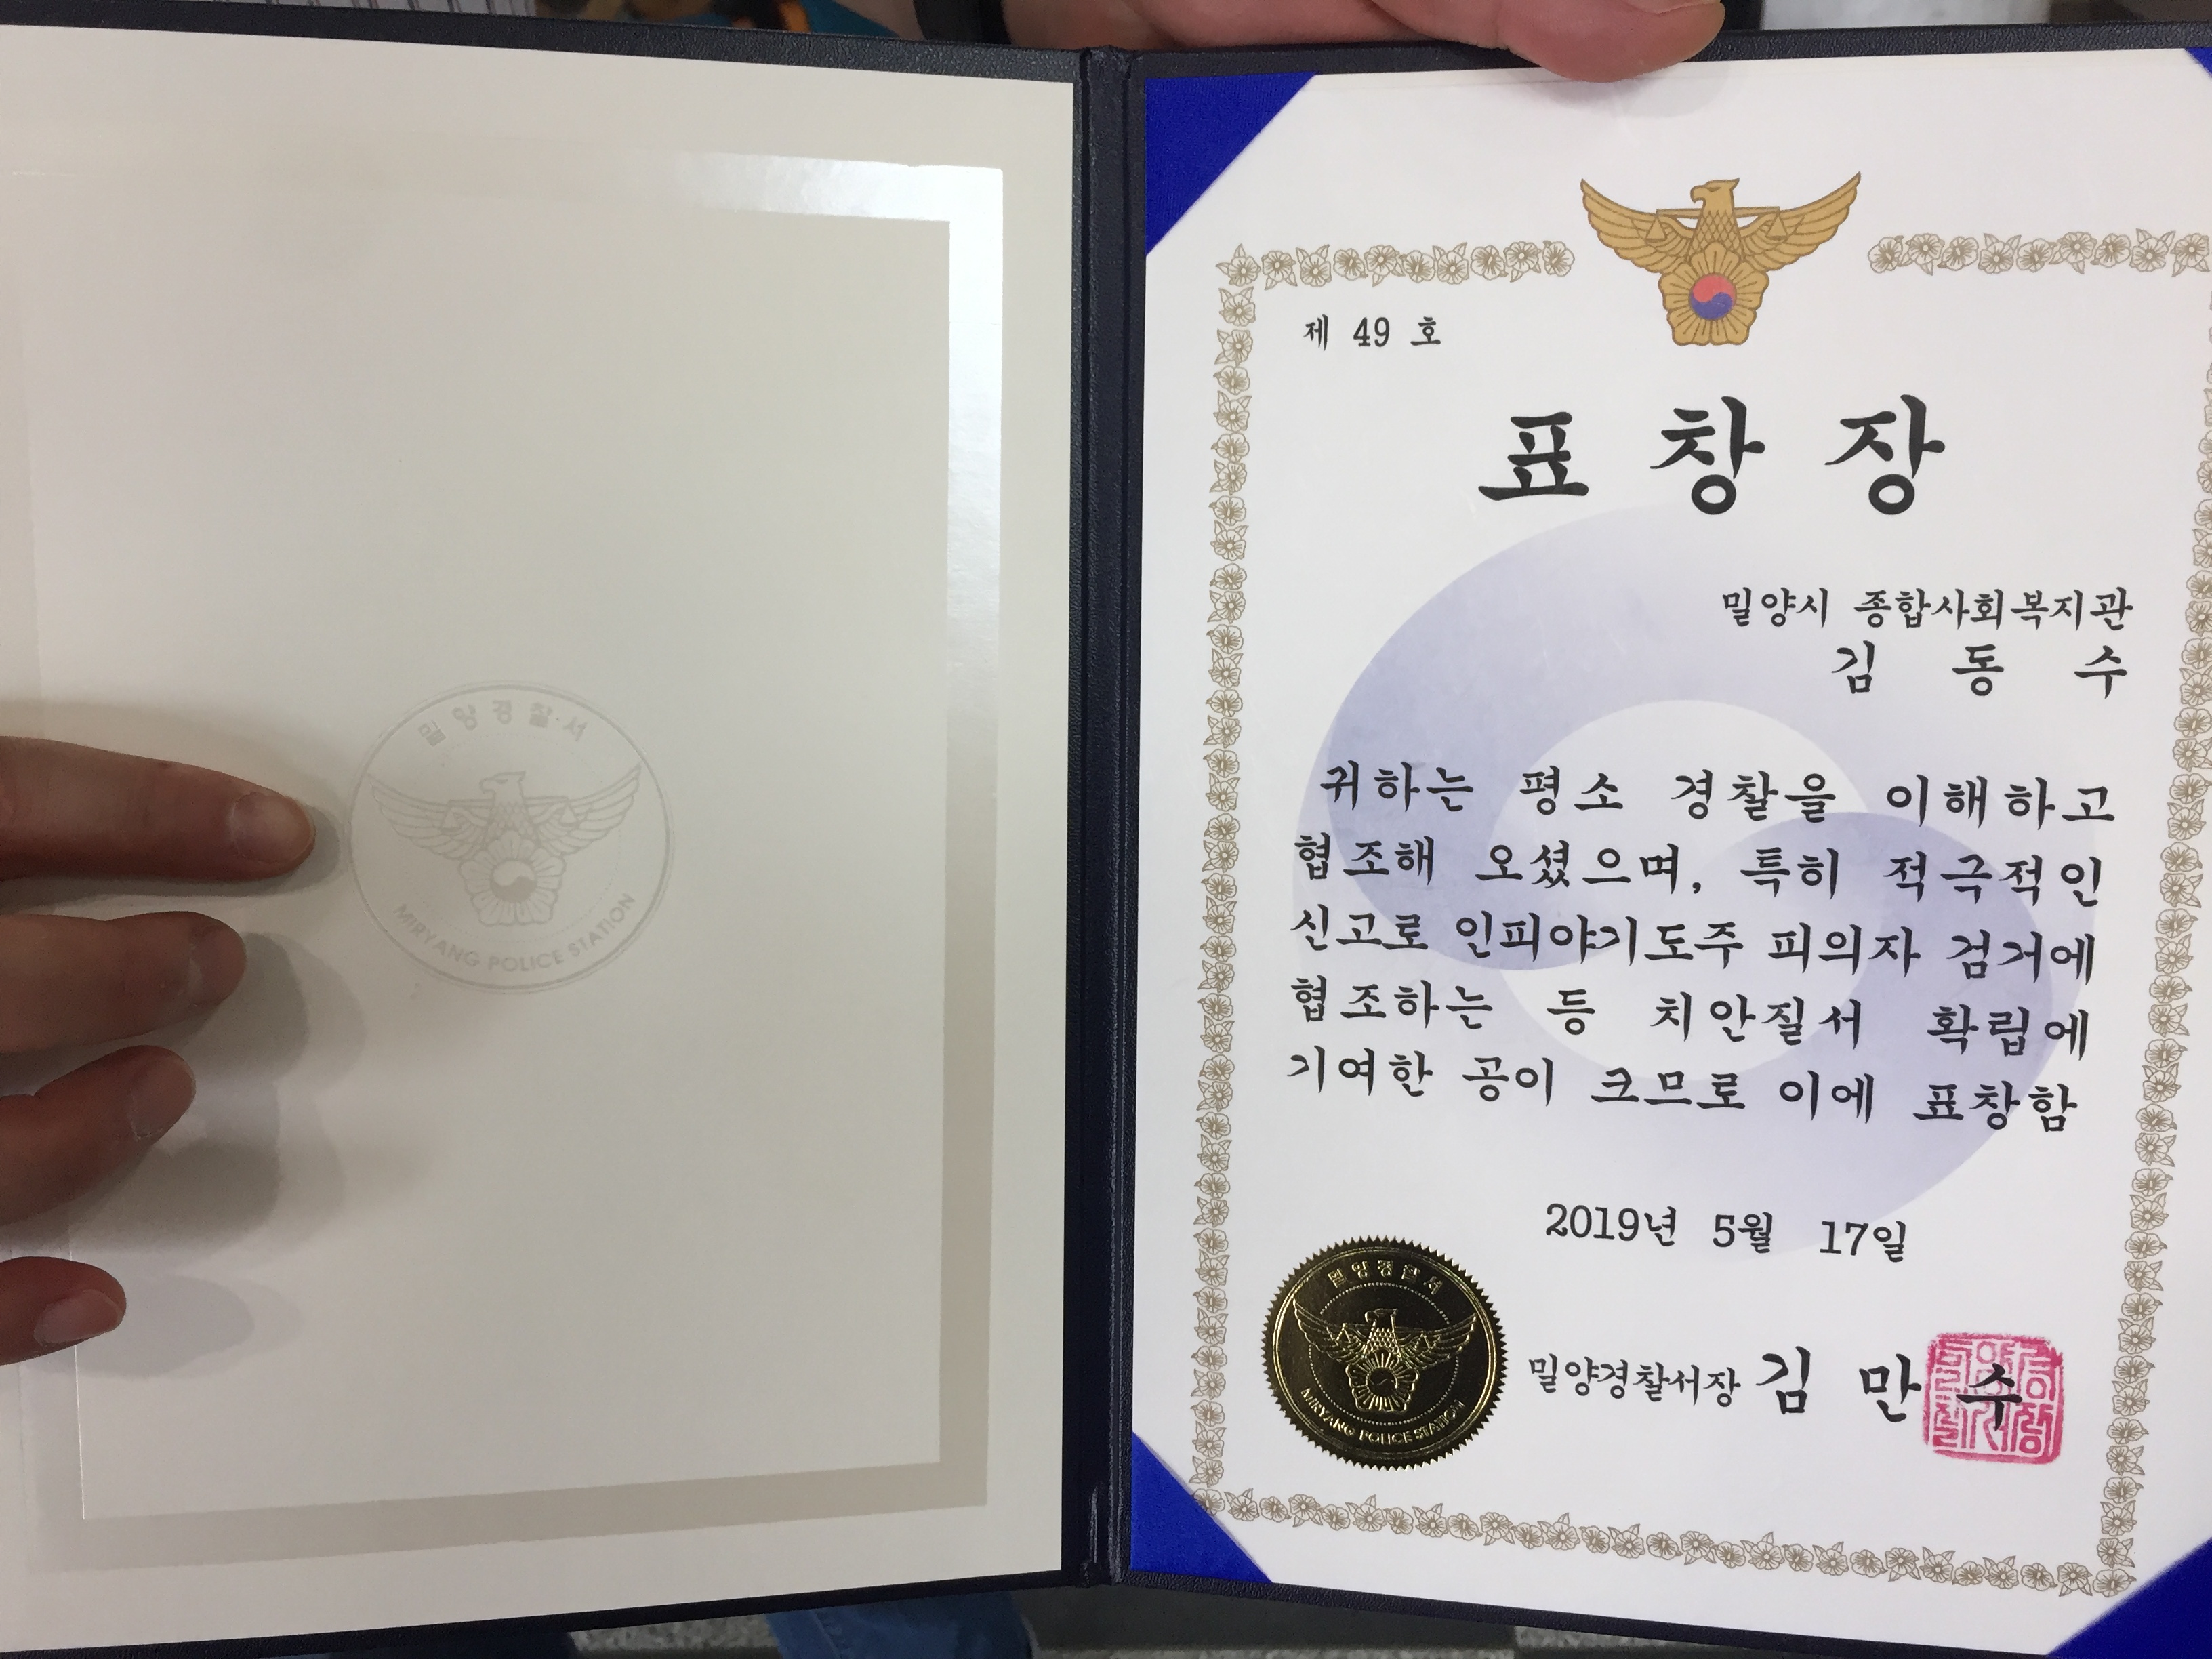 밀양경찰서
MIRYANG POLICE STATION
제 49 호
표 창 장
밀양시 종합사회복지관
김 동 수
귀하는 평소 경찰을 이해하고
협조해 오셨으며, 특히 적극적인
신고로 인피야기도주 피의자 검거에
협조하는 등 치안질서 확립에
기여한 공이 크므로 이에 표창함
2019년 5월 17일
밀양경찰서
MIRYANG POLICE STATION
밀양경찰서장 김 만 수